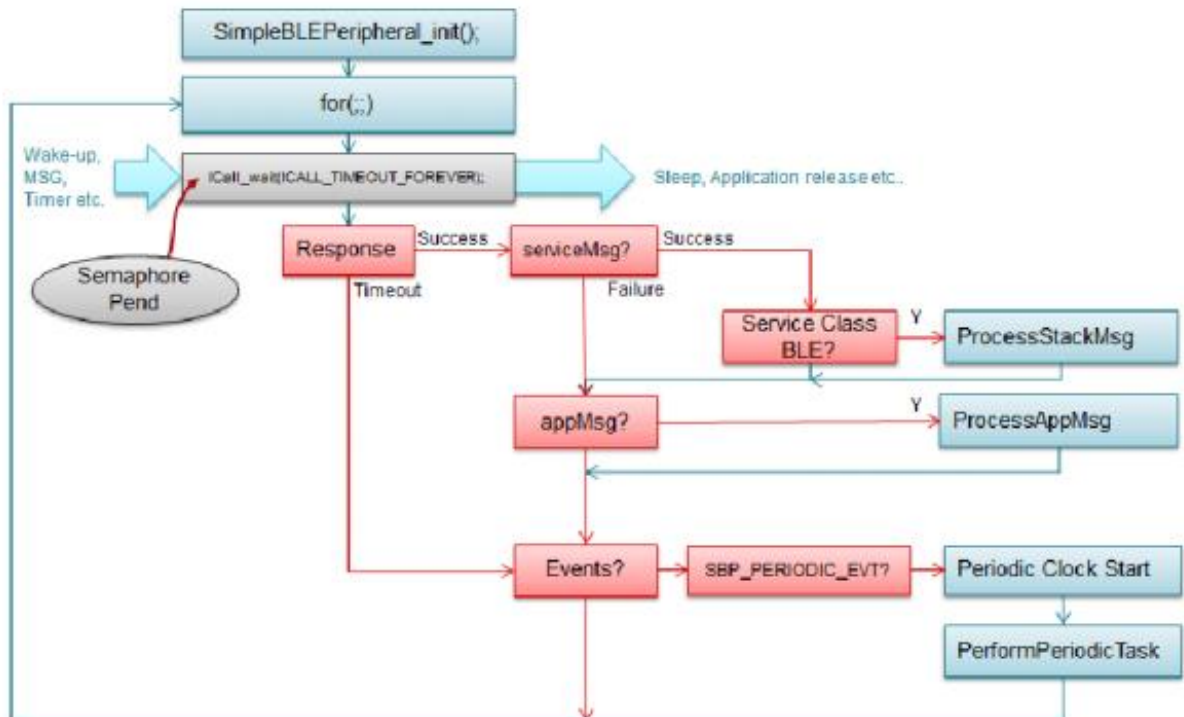 SimpleBLEPeripheral_init();
for(;;)
Wake-up,
MSG,
Timer etc.
ICall_wait(ICALL_TIMEOUT_FOREVER);
Sleep, Application release etc..
Response
Success
serviceMsg?
Success
Semaphore
Pend
Timeout
Failure
Service Class
BLE?
Y
ProcessStackMsg
appMsg?
Y
ProcessAppMsg
Events?
SBP_PERIODIC_EVT?
Periodic Clock Start
PerformPeriodicTask